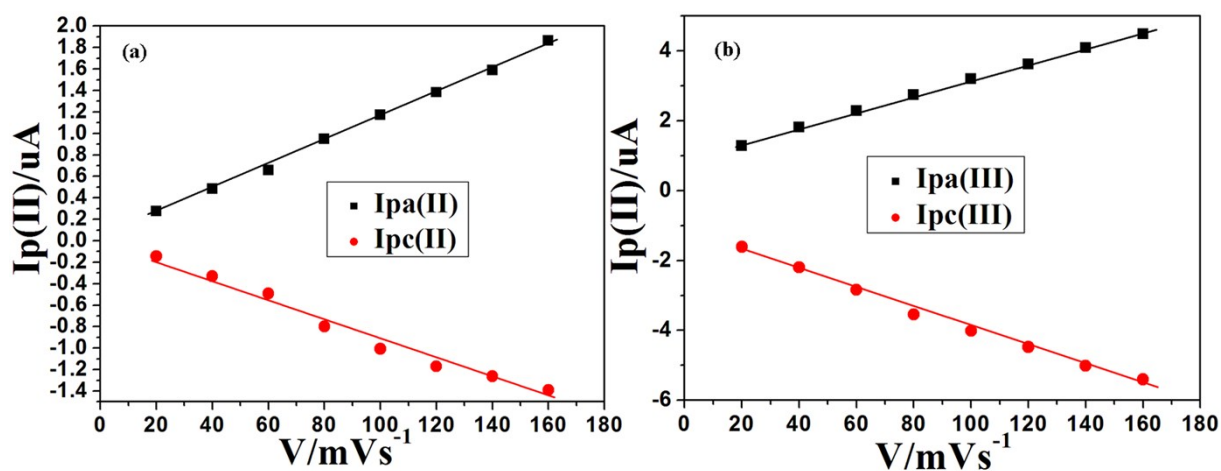 (a)
Ip(II)/uA
2.0
1.8
1.6
1.4
1.2
1.0
0.8
0.6
0.4
0.2
0.0
-0.2
-0.4
-0.6
-0.8
-1.0
-1.2
-1.4
Ipa(II)
Ipc(II)
0 20 40 60 80 100 120 140 160 180
V/mVs⁻¹
(b)
Ip(II)/uA
4
2
0
-2
-4
-6
Ipa(III)
Ipc(III)
0 20 40 60 80 100 120 140 160 180
V/mVs⁻¹